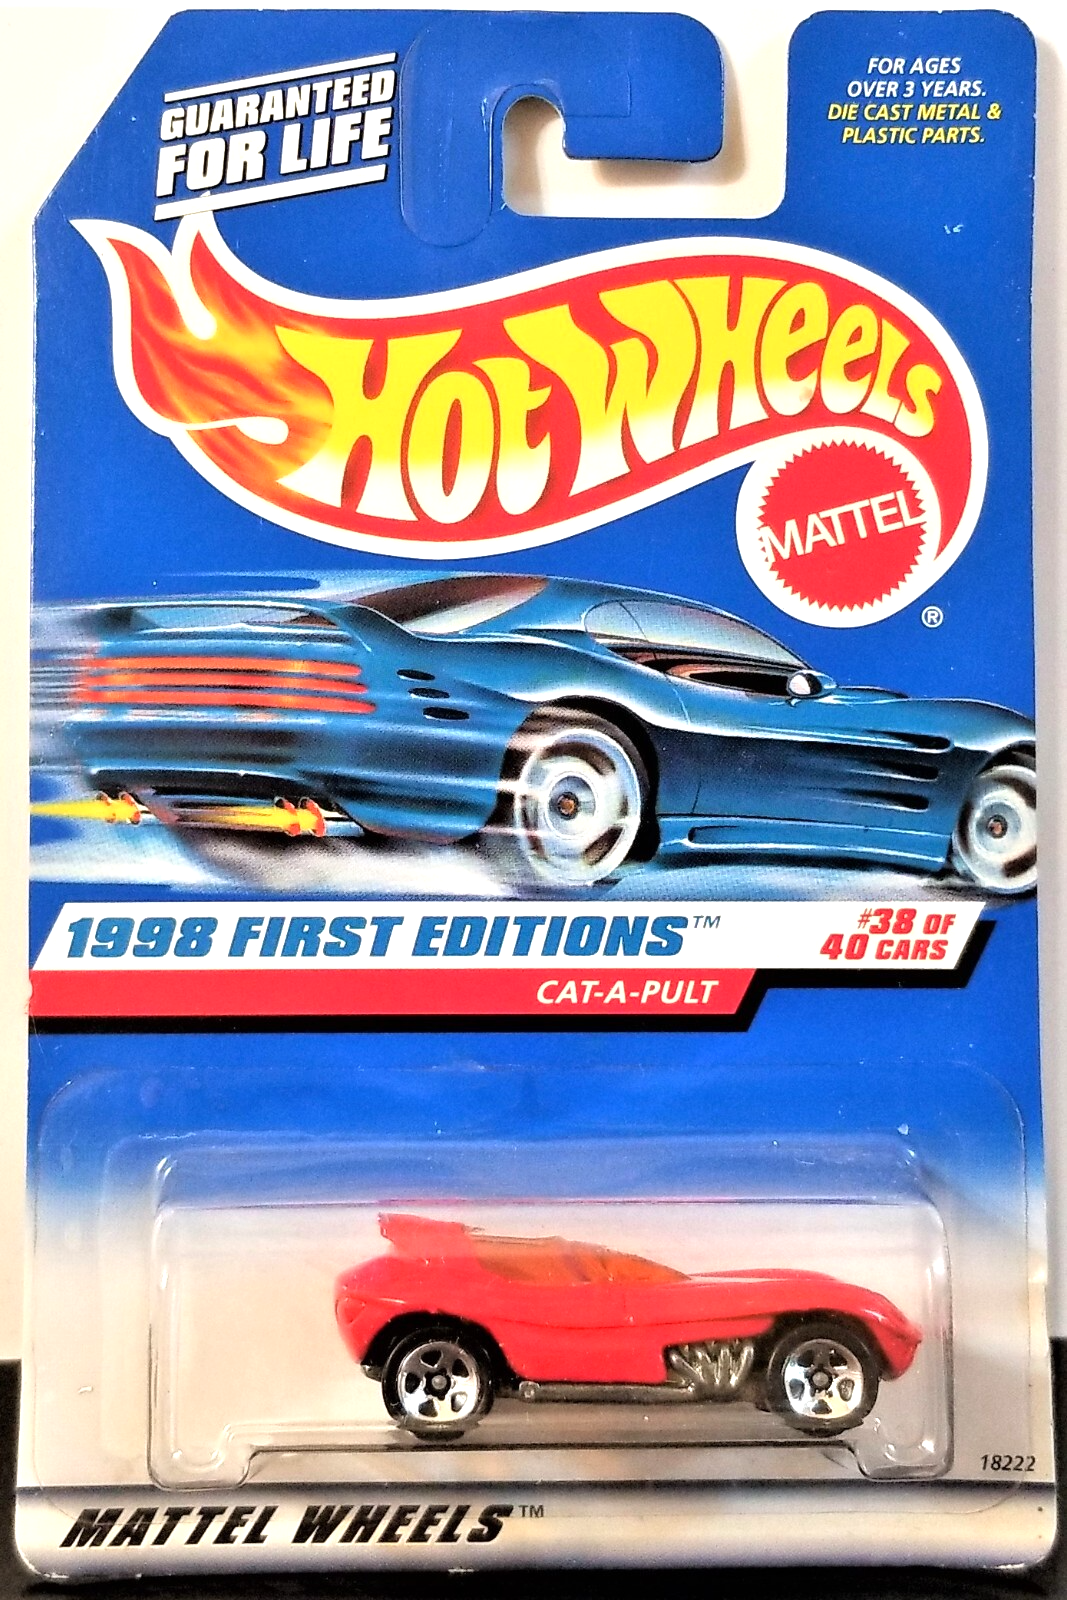 GUARANTEED
FOR LIFE
FOR AGES
OVER 3 YEARS.
DIE CAST METAL &
PLASTIC PARTS.
HOT WHEELS
MATTEL
®
1998 FIRST EDITIONS™
#38 OF
40 CARS
CAT-A-PULT
18222
MATTEL WHEELS™